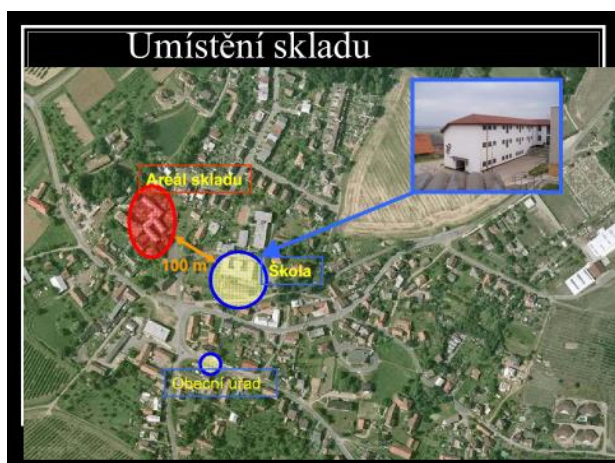 Umístění skladu
Areál skladu
100 m
Škola
Obecní úřad